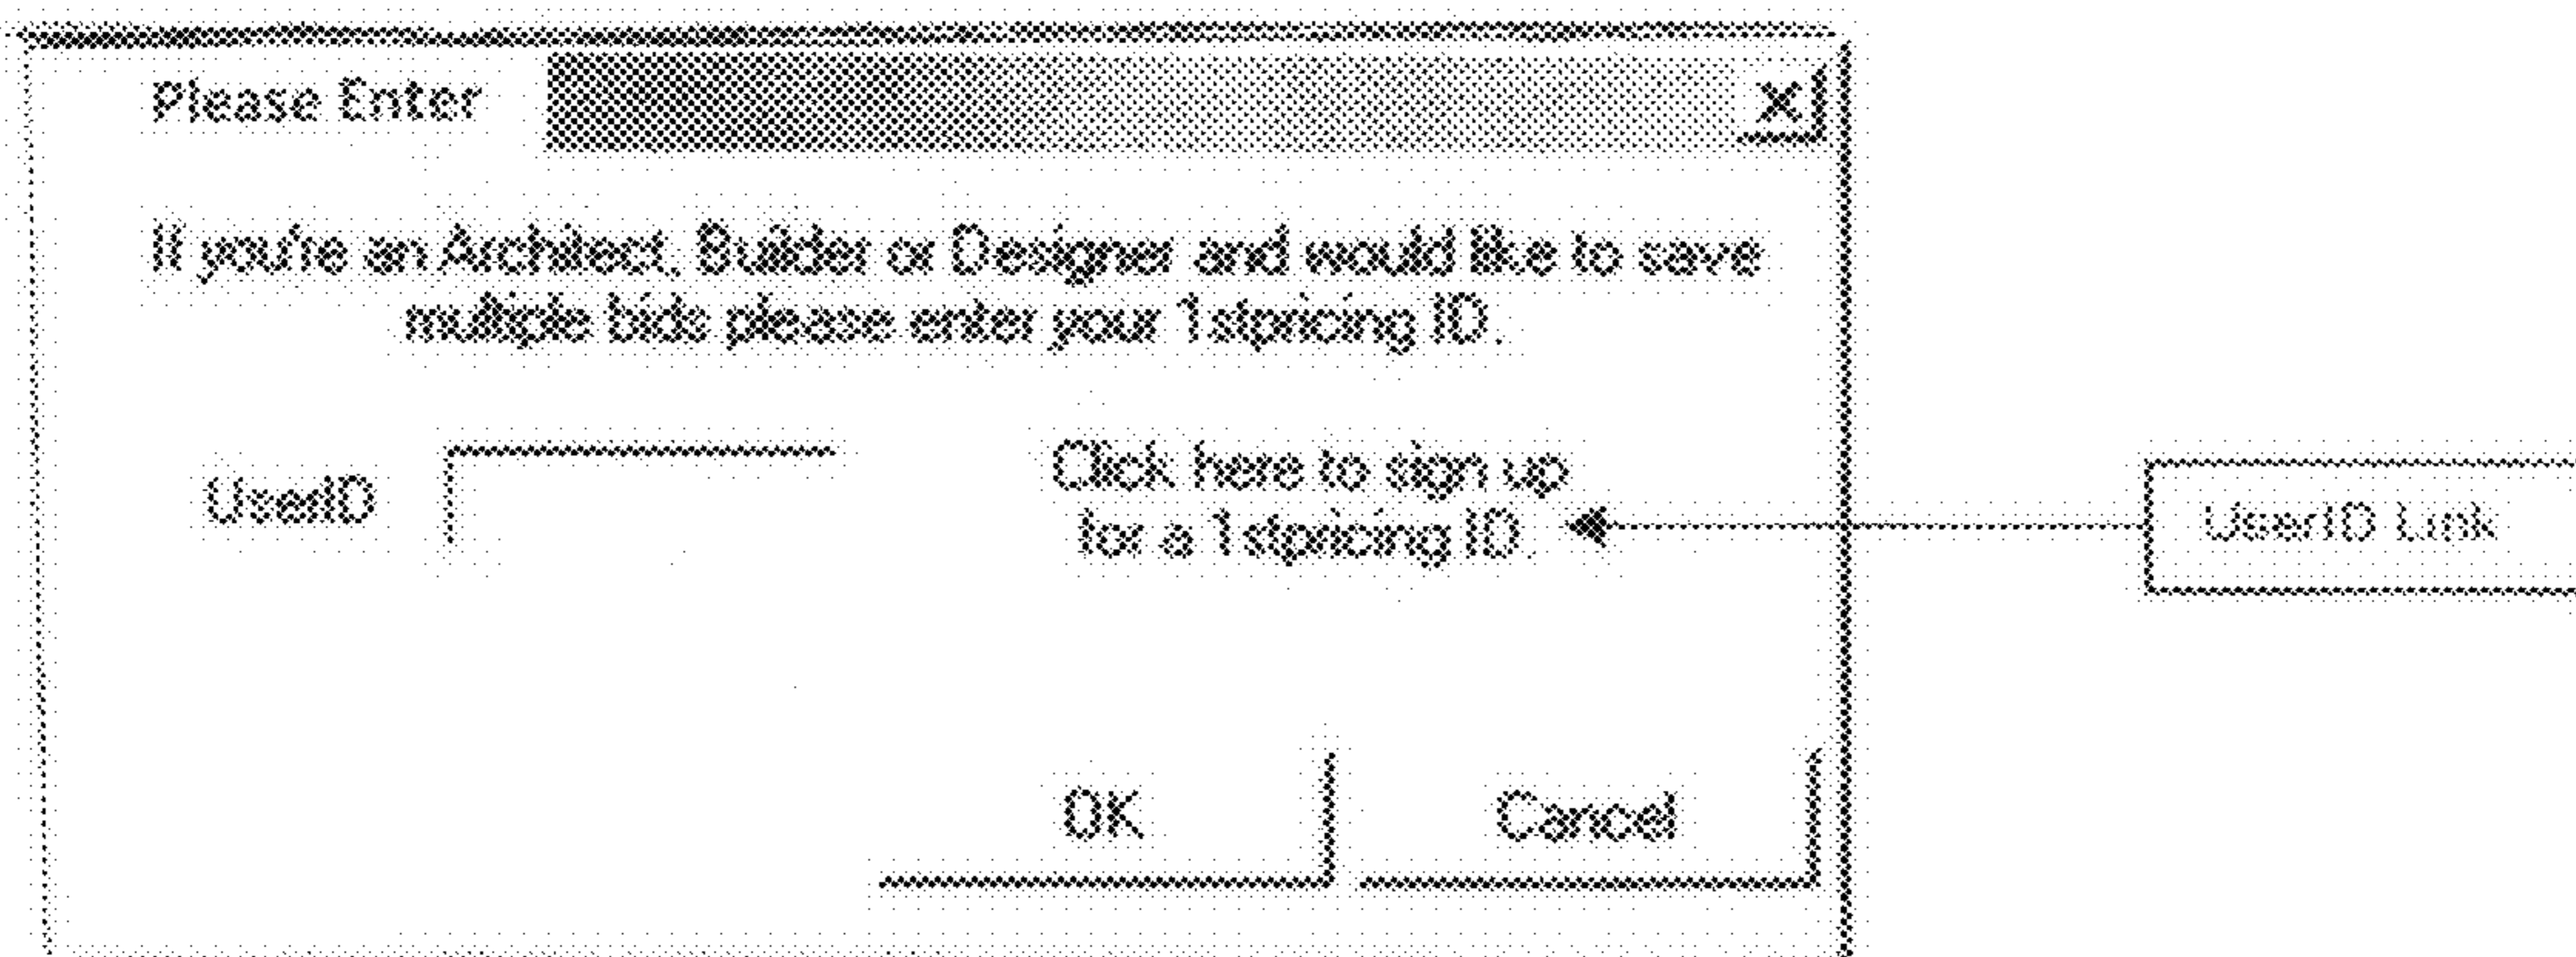 Please Enter
X
If you're an Architect, Builder or Designer and would like to save
multiple bids please enter your 1stpricing ID.
UserID
Click here to sign up
for a 1stpricing ID.
UserID Link
OK
Cancel